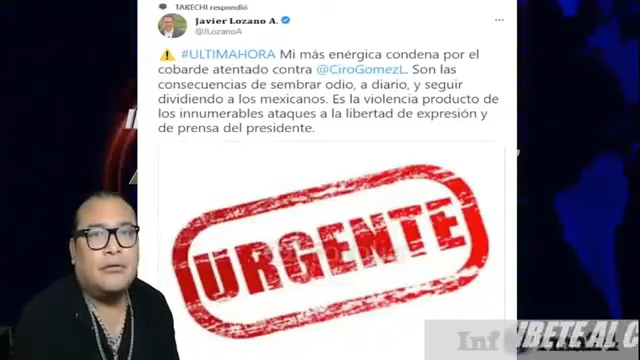 TAKECHI respondió
Javier Lozano A.
@JLozanoA
⚠️ #ULTIMAHORA Mi más enérgica condena por el
cobarde atentado contra @CiroGomezL. Son las
consecuencias de sembrar odio, a diario, y seguir
dividiendo a los mexicanos. Es la violencia producto de
los innumerables ataques a la libertad de expresión y
de prensa del presidente.
URGENTE
BETE AL